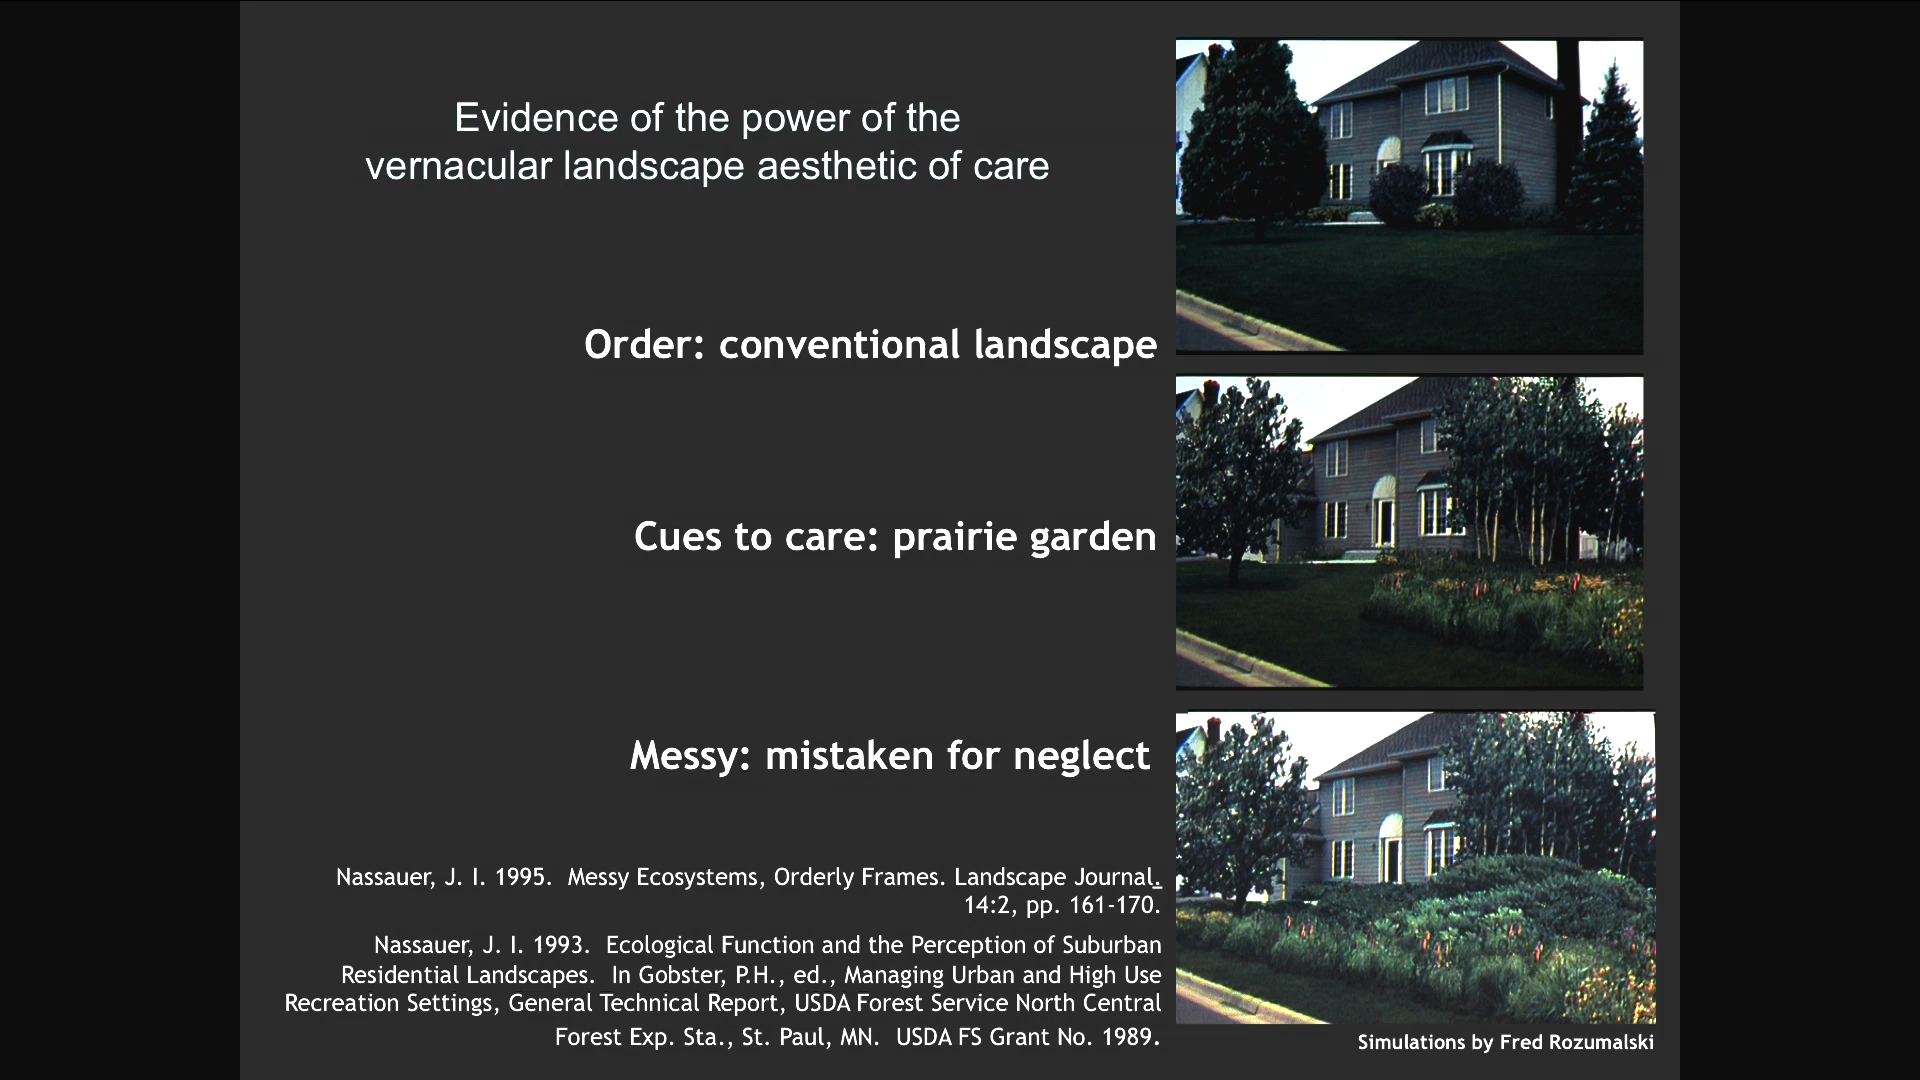 Evidence of the power of the
vernacular landscape aesthetic of care
Order: conventional landscape
Cues to care: prairie garden
Messy: mistaken for neglect
Nassauer, J. I. 1995.  Messy Ecosystems, Orderly Frames. Landscape Journal.
14:2, pp. 161-170.
Nassauer, J. I. 1993.  Ecological Function and the Perception of Suburban
Residential Landscapes.  In Gobster, P.H., ed., Managing Urban and High Use
Recreation Settings, General Technical Report, USDA Forest Service North Central
Forest Exp. Sta., St. Paul, MN.  USDA FS Grant No. 1989.
Simulations by Fred Rozumalski